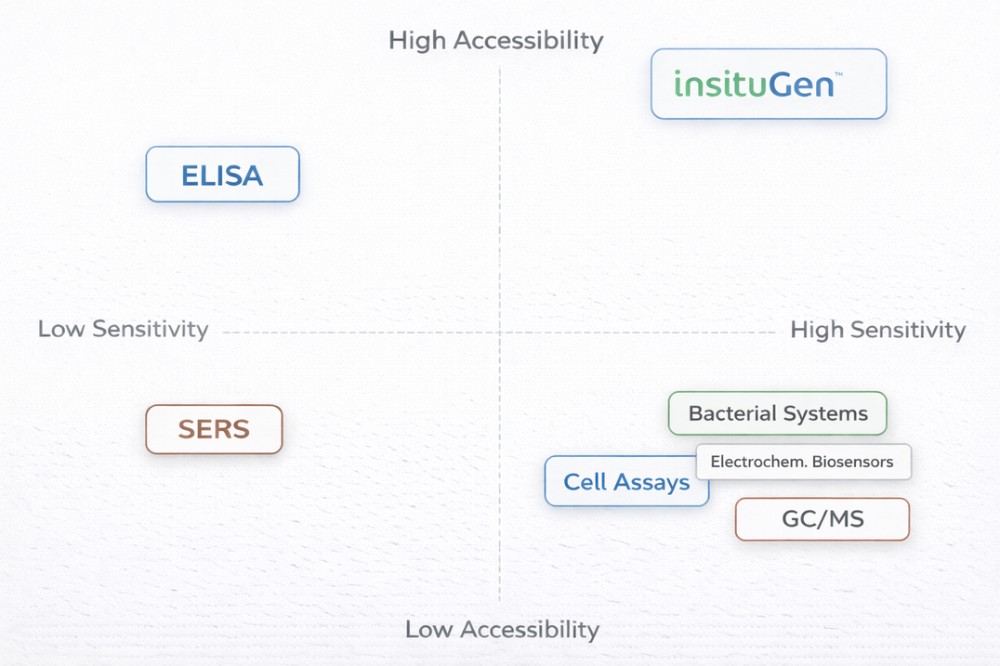 High Accessibility
insituGen™
ELISA
Low Sensitivity
High Sensitivity
SERS
Bacterial Systems
Electrochem. Biosensors
Cell Assays
GC/MS
Low Accessibility